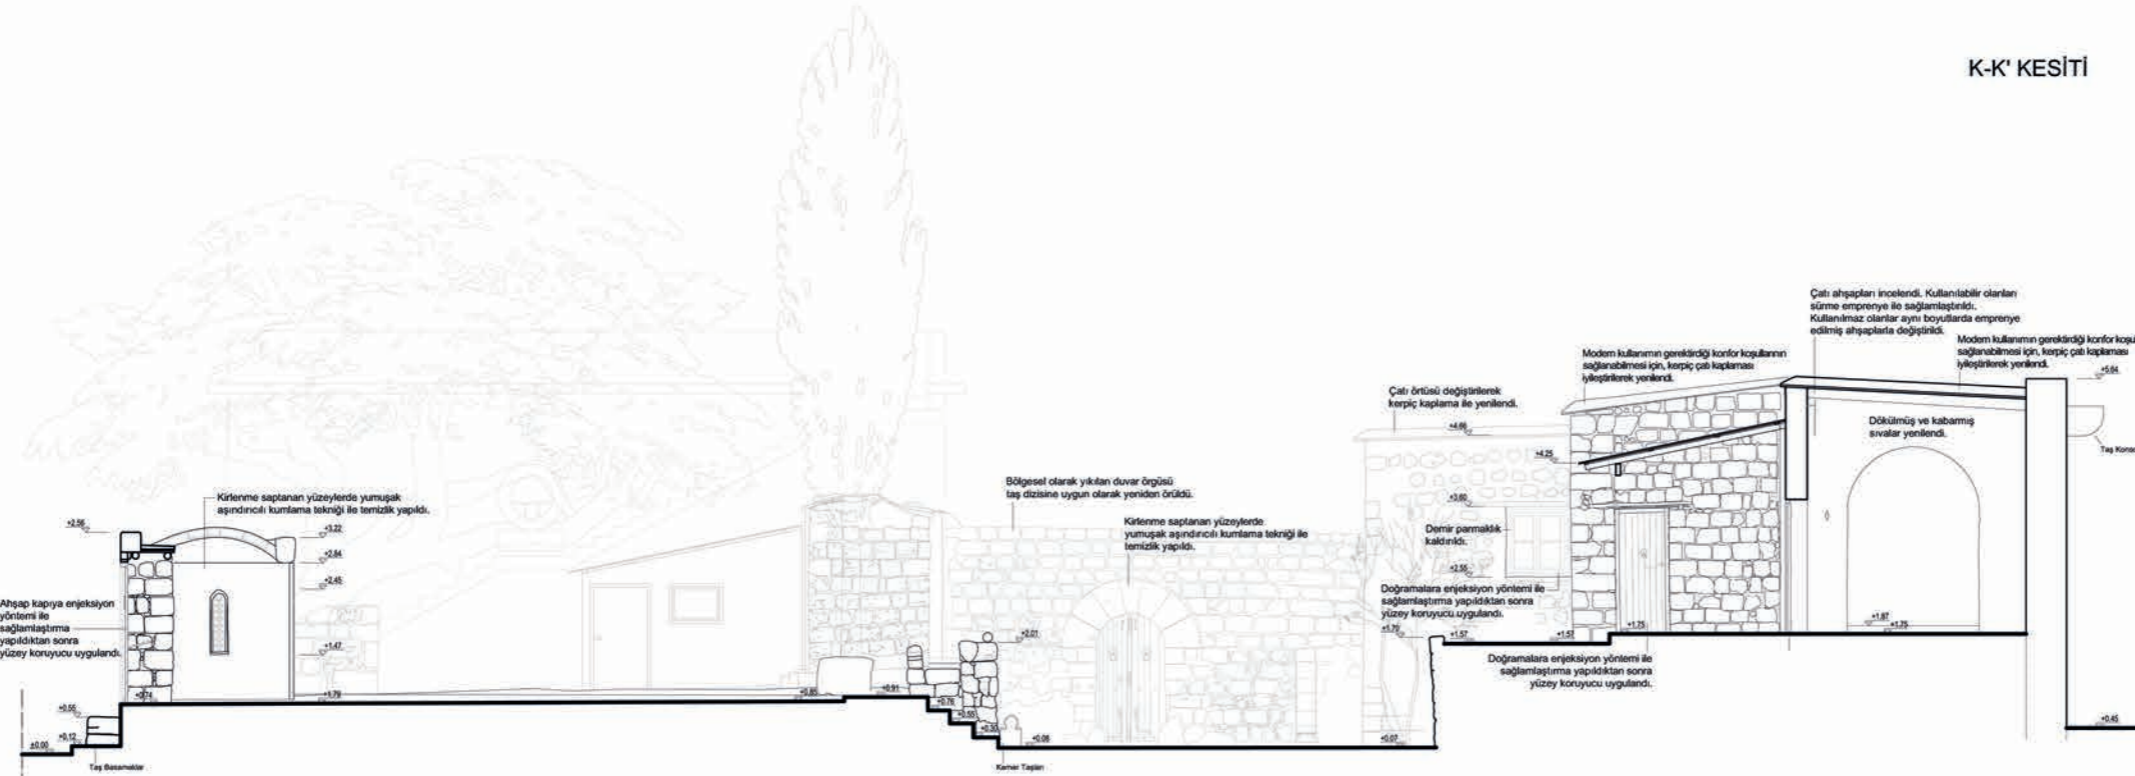 K-K' KESİTİ
Çatı ahşapları incelendi. Kullanılabilir olanları
sürme emprenye ile sağlamlaştırıldı.
Kullanılmaz olanlar aynı boyutlarda emprenye
edilmiş ahşaplarla değiştirildi.
Modern kullanımın gerektirdiği konfor koşu
sağlanabilmesi için, kerpiç çatı kaplaması
iyileştirilerek yenilendi.
Modern kullanımın gerektirdiği konfor koşullarının
sağlanabilmesi için, kerpiç çatı kaplaması
iyileştirilerek yenilendi.
+5.64
Çatı örtüsü değiştirilerek
kerpiç kaplama ile yenilendi.
+4.66
Dökülmüş ve kabarmış
sıvalar yenilendi.
Taş Konso
+4.25
Bölgesel olarak yıkılan duvar örgüsü
taş dizisine uygun olarak yeniden örüldü.
Kirlenme saptanan yüzeylerde yumuşak
aşındırıcılı kumlama tekniği ile temizlik yapıldı.
+3.60
Kirlenme saptanan yüzeylerde
yumuşak aşındırıcılı kumlama tekniği ile
temizlik yapıldı.
Demir parmaklık
kaldırıldı.
+2.56
+3.22
+2.84
+2.45
+2.55
Doğramalara enjeksiyon yöntemi ile
sağlamlaştırma yapıldıktan sonra
yüzey koruyucu uygulandı.
Ahşap kapıya enjeksiyon
yöntemi ile
sağlamlaştırma
yapıldıktan sonra
yüzey koruyucu uygulandı.
+1.47
+2.01
+1.70
+1.57
+1.57
+1.75
+1.87
+1.75
Doğramalara enjeksiyon yöntemi ile
sağlamlaştırma yapıldıktan sonra
yüzey koruyucu uygulandı.
+0.74
+1.79
+0.85
+0.91
+0.76
+0.55
+0.30
+0.55
+0.12
±0.00
+0.06
+0.07
+0.45
Taş Basamaklar
Kemer Taşları